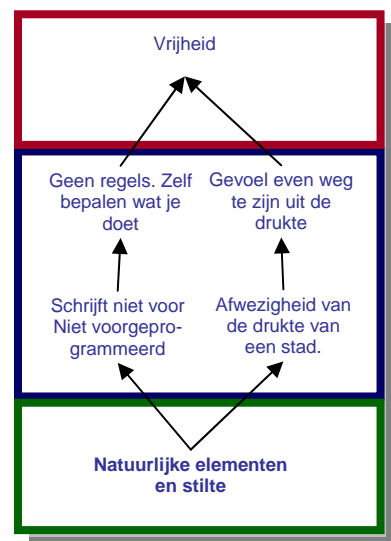 Vrijheid
Geen regels. Zelf
bepalen wat je
doet
Gevoel even weg
te zijn uit de
drukte
Schrijft niet voor
Niet voorgepro-
grammeerd
Afwezigheid van
de drukte van
een stad.
Natuurlijke elementen
en stilte